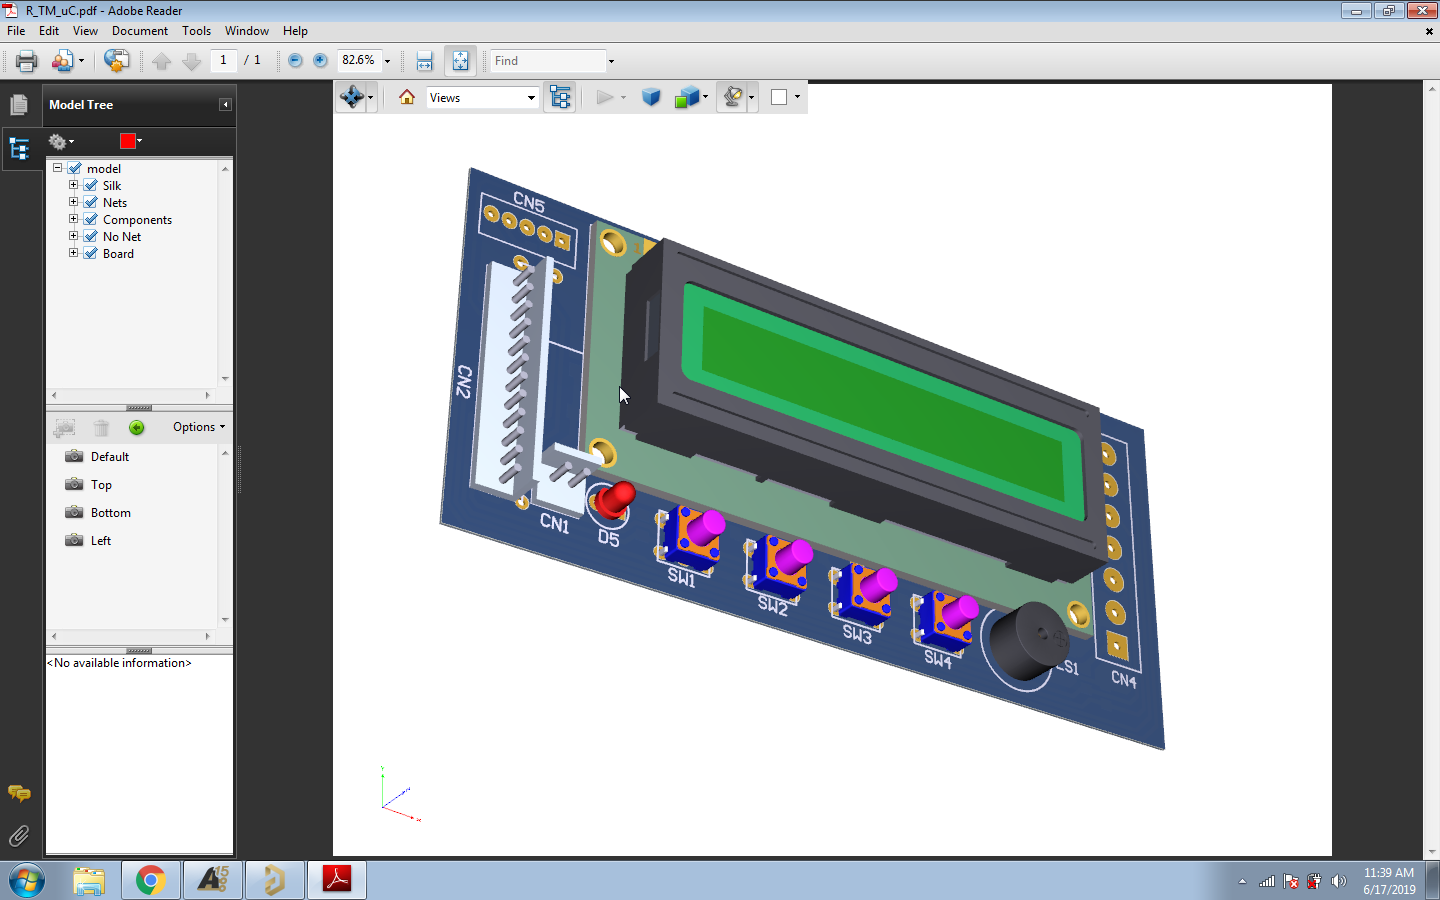 R_TM_uC.pdf - Adobe Reader
File Edit View Document Tools Window Help
1 / 1 82.6% Find
Model Tree
Views
model
Silk
Nets
Components
No Net
Board
Options
Default
Top
Bottom
Left
<No available information>
CN5
CN2
CN1
D5
SW1
SW2
SW3
SW4
LS1
CN4
11:39 AM
6/17/2019